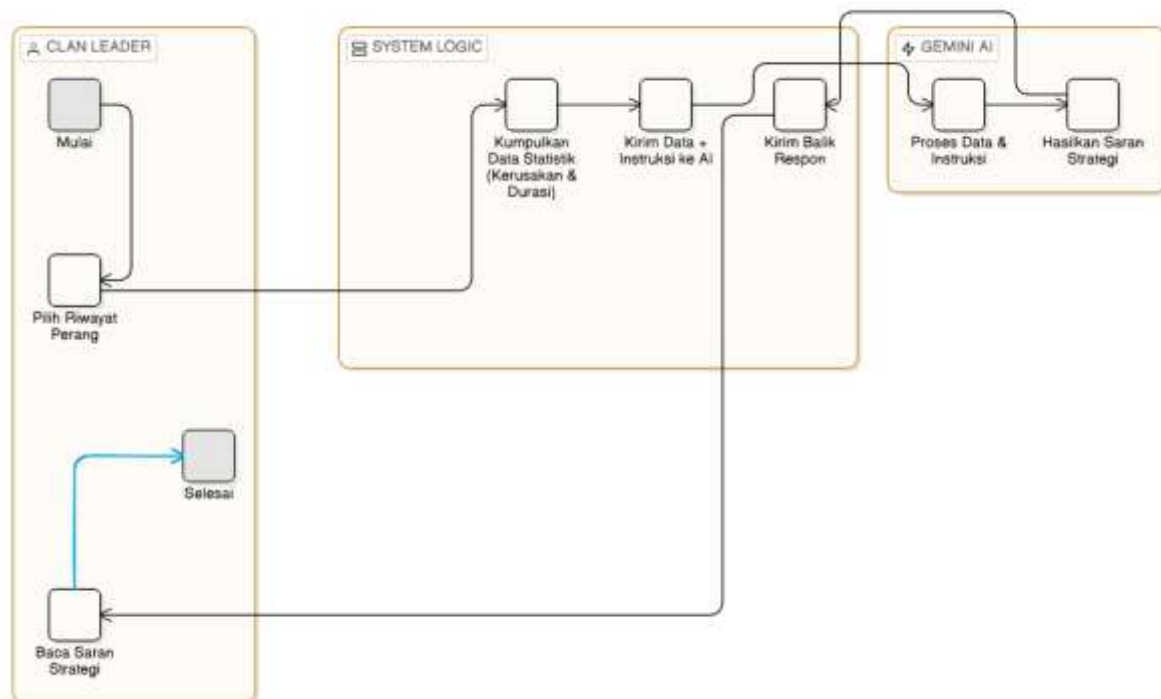 CLAN LEADER
Mulai
Pilih Riwayat
Perang
Selesai
Baca Saran
Strategi
SYSTEM LOGIC
Kumpulkan
Data Statistik
(Kerusakan &
Durasi)
Kirim Data +
Instruksi ke AI
Kirim Balik
Respon
GEMINI AI
Proses Data &
Instruksi
Hasilkan Saran
Strategi